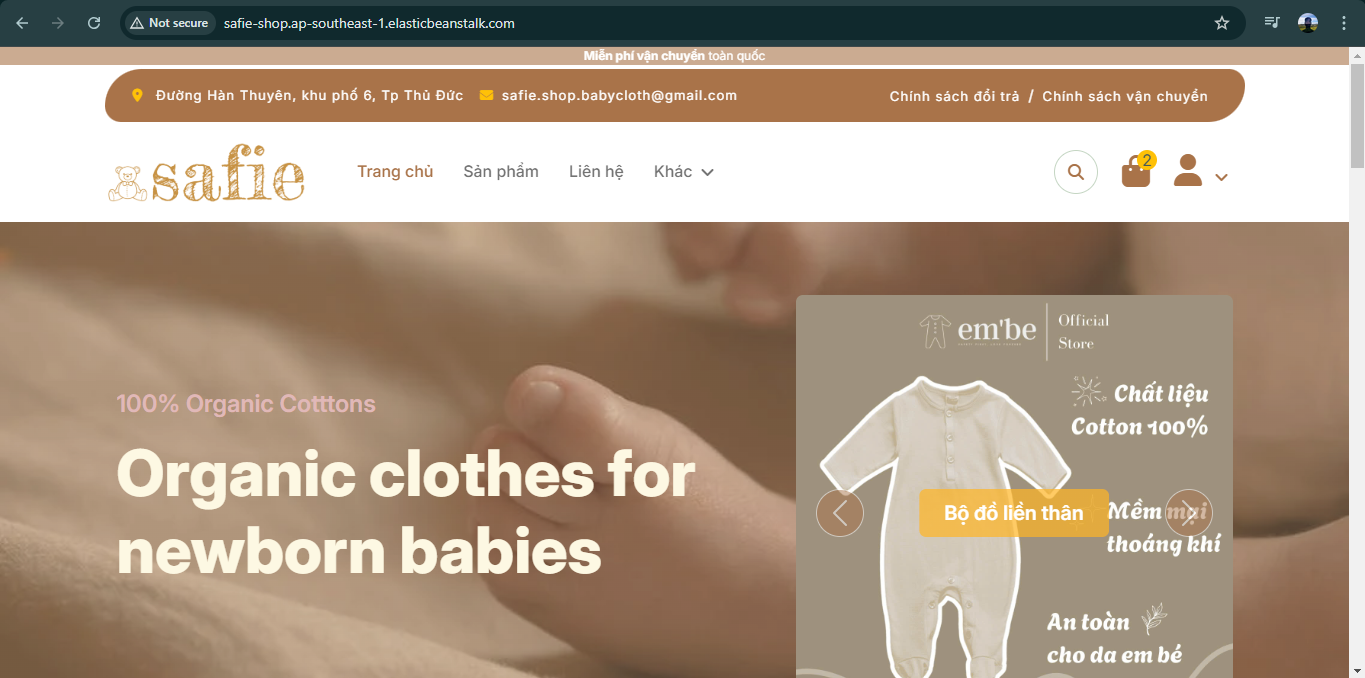 Not secure
safie-shop.ap-southeast-1.elasticbeanstalk.com
Miễn phí vận chuyển toàn quốc
Đường Hàn Thuyên, khu phố 6, Tp Thủ Đức
safie.shop.babycloth@gmail.com
Chính sách đổi trả / Chính sách vận chuyển
safie
Trang chủ
Sản phẩm
Liên hệ
Khác
2
100% Organic Cotttons
Organic clothes for
newborn babies
em'be
Official
Store
Chất liệu
Cotton 100%
Bộ đồ liền thân
Mềm mại
thoáng khí
An toàn
cho da em bé